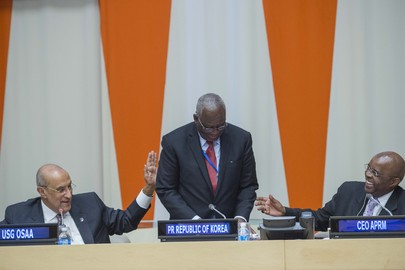 USG OSAA
PR REPUBLIC OF KOREA
CEO APRM